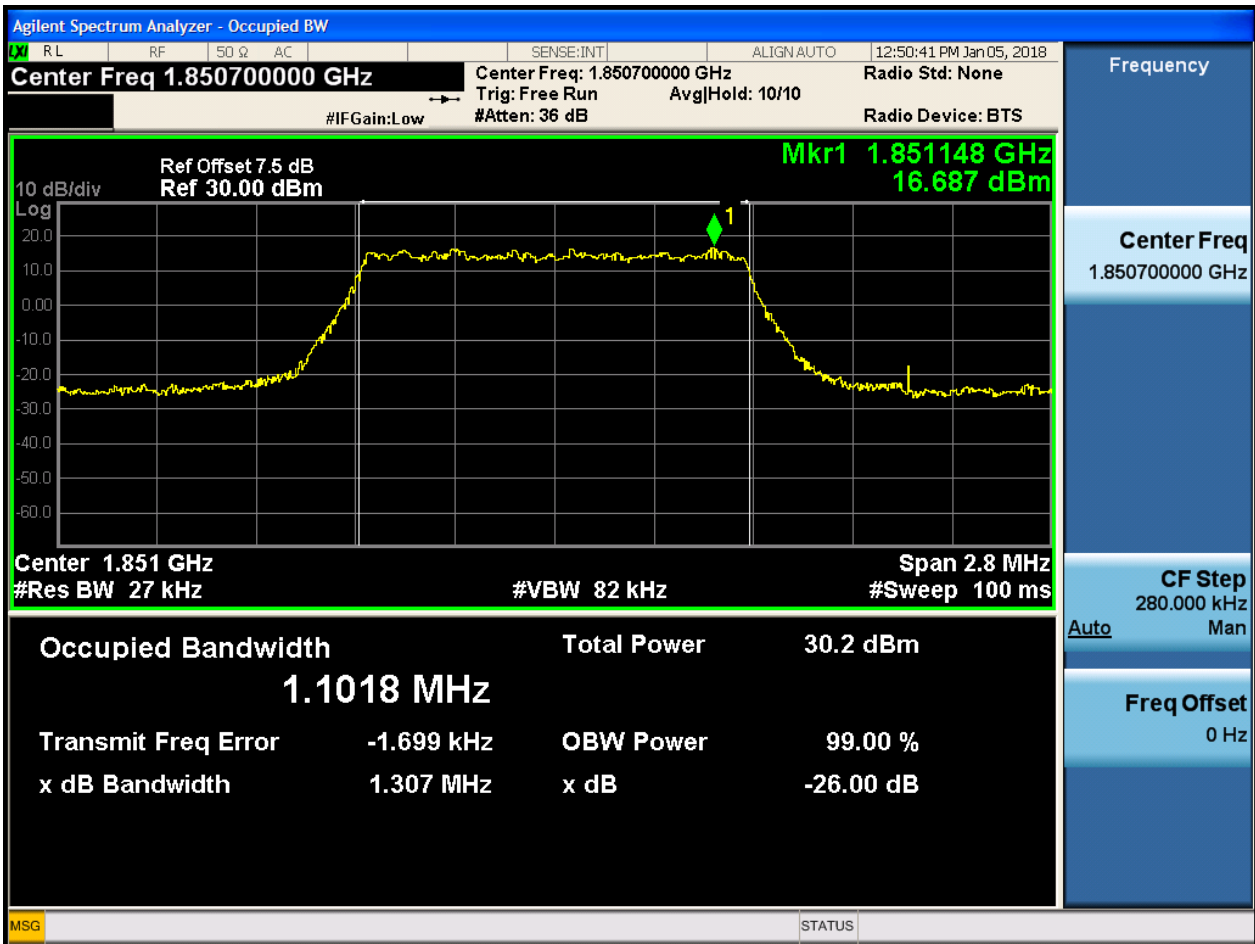 Agilent Spectrum Analyzer - Occupied BW
LXI RL RF 50 Ω AC SENSE:INT ALIGN AUTO 12:50:41 PM Jan 05, 2018
Center Freq 1.850700000 GHz
Center Freq: 1.850700000 GHz
Radio Std: None
Trig: Free Run Avg|Hold: 10/10
#IFGain:Low
#Atten: 36 dB
Radio Device: BTS
Mkr1 1.851148 GHz
16.687 dBm
Ref Offset 7.5 dB
10 dB/div Ref 30.00 dBm
Log
20.0
10.0
0.00
-10.0
-20.0
-30.0
-40.0
-50.0
-60.0
1
Center 1.851 GHz Span 2.8 MHz
#Res BW 27 kHz #VBW 82 kHz #Sweep 100 ms
Occupied Bandwidth Total Power 30.2 dBm
1.1018 MHz
Transmit Freq Error -1.699 kHz OBW Power 99.00 %
x dB Bandwidth 1.307 MHz x dB -26.00 dB
Frequency
Center Freq
1.850700000 GHz
CF Step
280.000 kHz
Auto Man
Freq Offset
0 Hz
MSG STATUS